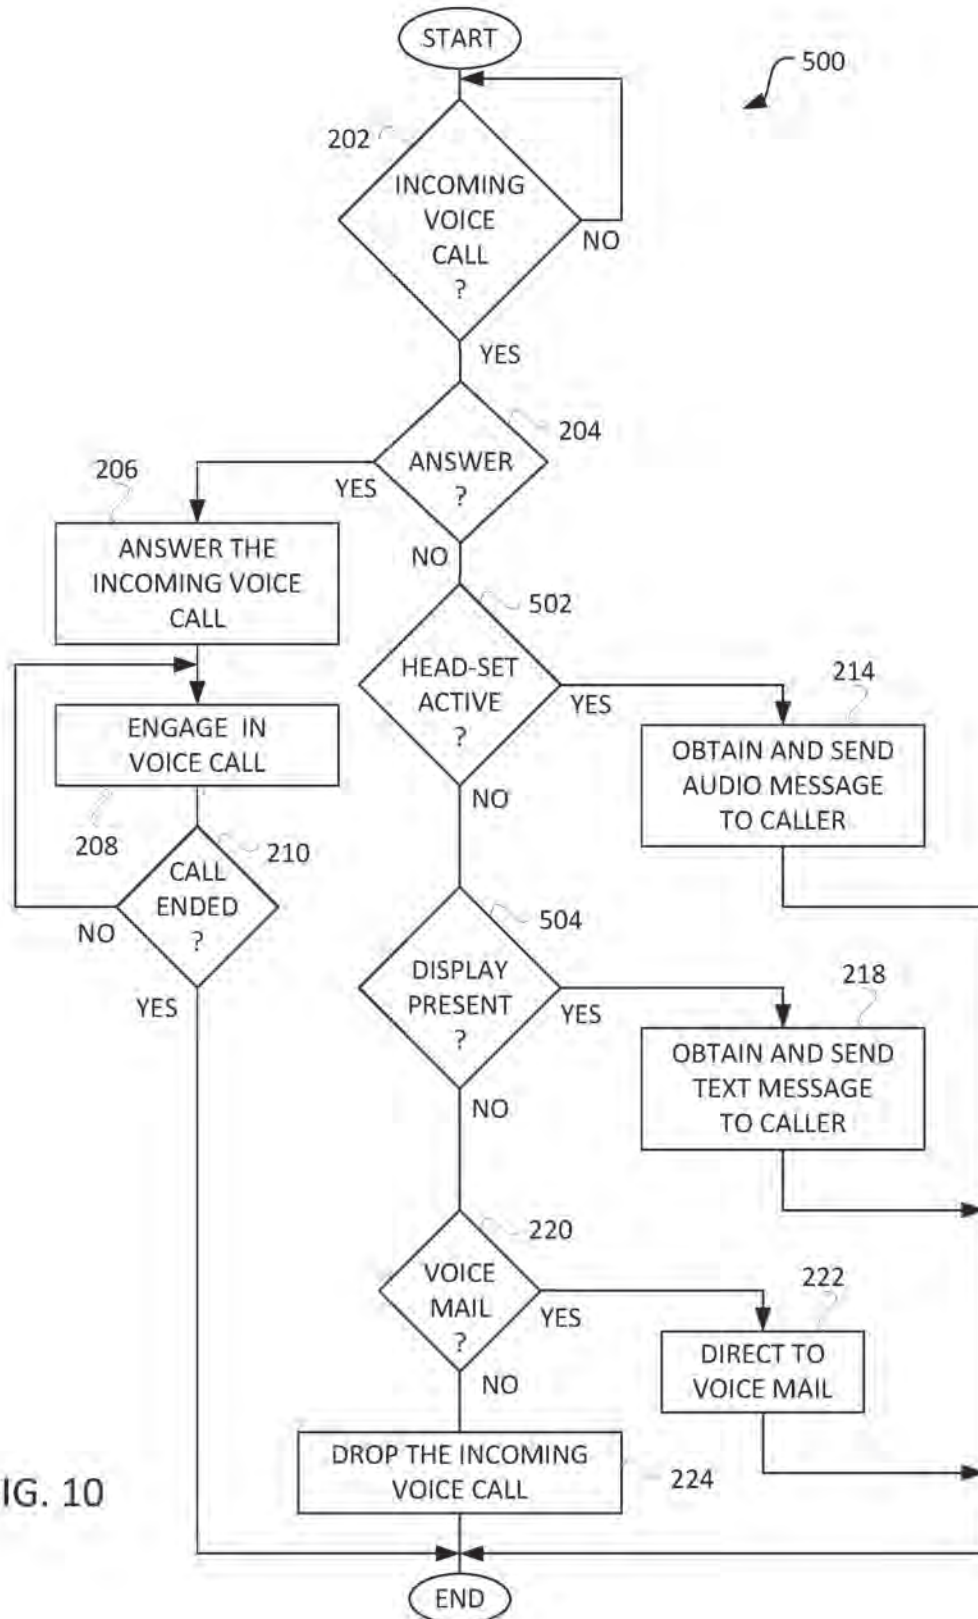 START
500
202
INCOMING
VOICE
CALL
?
NO
YES
204
ANSWER
?
YES
206
NO
ANSWER THE
INCOMING VOICE
CALL
502
HEAD-SET
ACTIVE
?
YES
214
OBTAIN AND SEND
AUDIO MESSAGE
TO CALLER
ENGAGE IN
VOICE CALL
NO
208
210
CALL
ENDED
?
NO
YES
504
DISPLAY
PRESENT
?
YES
218
OBTAIN AND SEND
TEXT MESSAGE
TO CALLER
NO
220
VOICE
MAIL
?
YES
222
DIRECT TO
VOICE MAIL
NO
DROP THE INCOMING
VOICE CALL
224
IG. 10
END